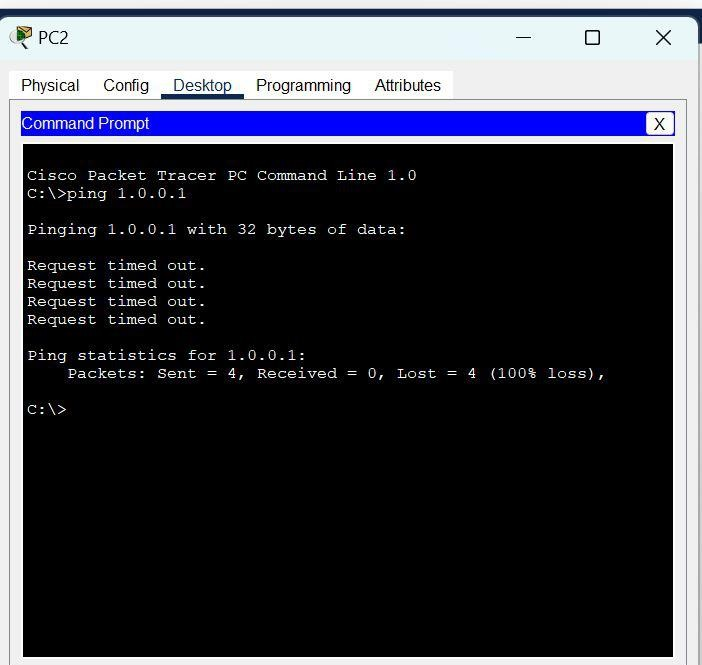 PC2
Physical Config Desktop Programming Attributes
Command Prompt X
Cisco Packet Tracer PC Command Line 1.0
C:\>ping 1.0.0.1
Pinging 1.0.0.1 with 32 bytes of data:
Request timed out.
Request timed out.
Request timed out.
Request timed out.
Ping statistics for 1.0.0.1:
Packets: Sent = 4, Received = 0, Lost = 4 (100% loss),
C:\>